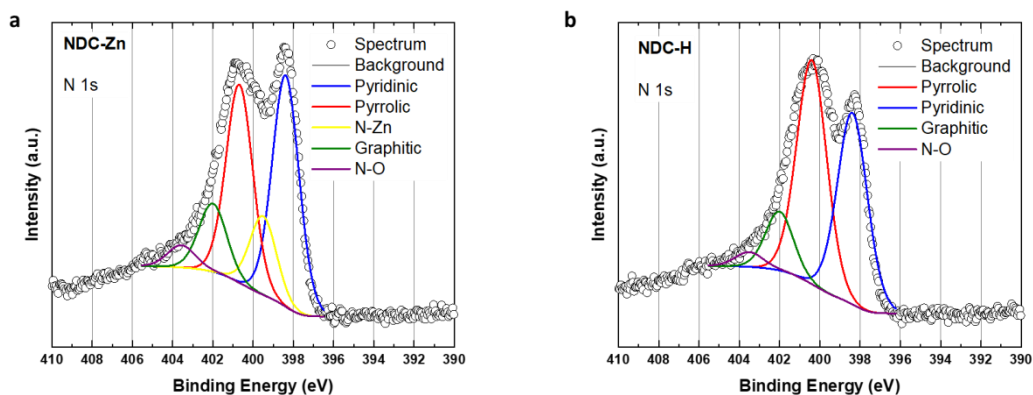 a
NDC-Zn
N 1s
Spectrum
Background
Pyridinic
Pyrrolic
N-Zn
Graphitic
N-O
Intensity (a.u.)
410 408 406 404 402 400 398 396 394 392 390
Binding Energy (eV)
b
NDC-H
N 1s
Spectrum
Background
Pyrrolic
Pyridinic
Graphitic
N-O
Intensity (a.u.)
410 408 406 404 402 400 398 396 394 392 390
Binding Energy (eV)